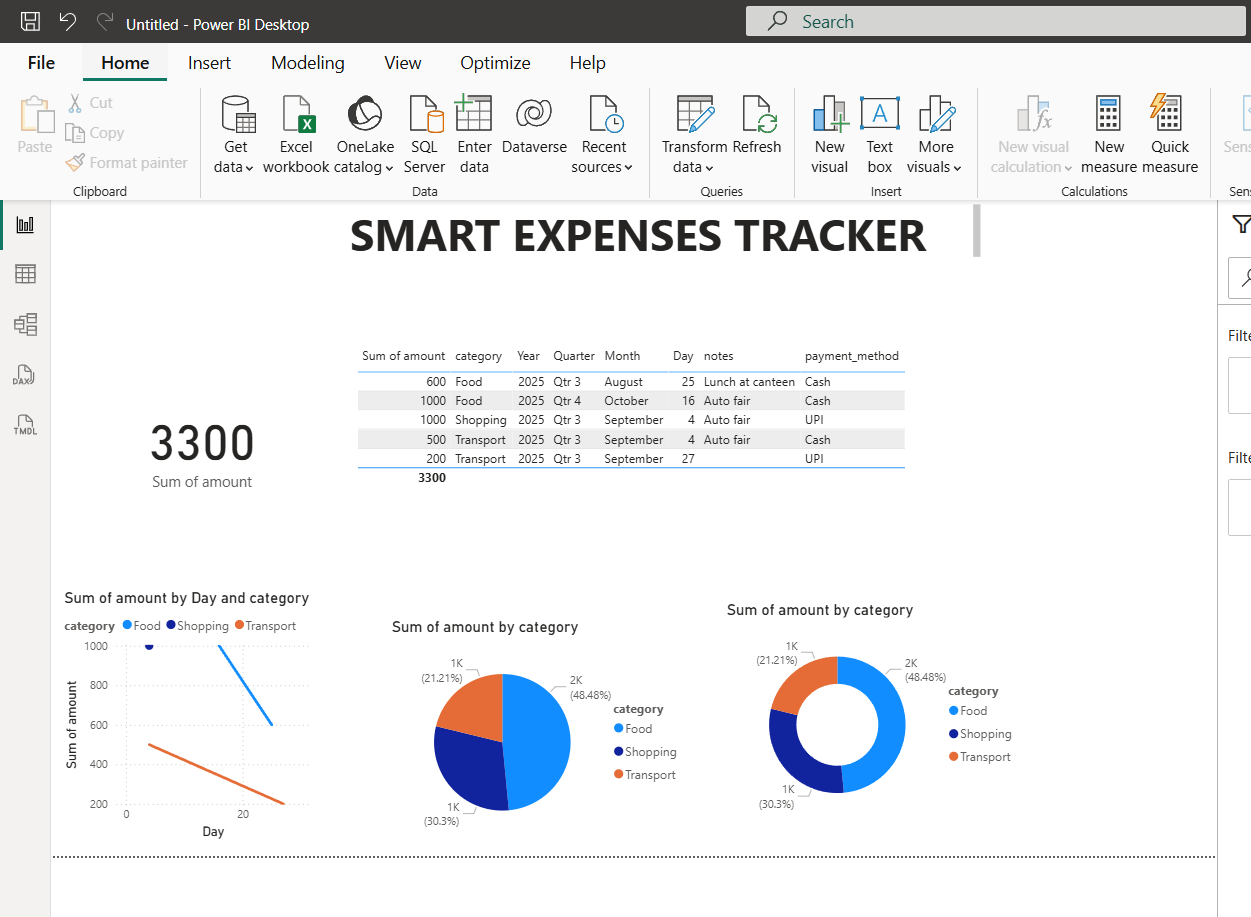 Untitled - Power BI Desktop
Search
File Home Insert Modeling View Optimize Help
Paste
Cut
Copy
Format painter
Clipboard
Get data
Excel workbook
OneLake catalog
SQL Server
Enter data
Dataverse
Recent sources
Data
Transform data
Refresh
Queries
New visual
Text box
More visuals
Insert
New visual calculation
New measure
Quick measure
Calculations
Sens
Sens
DAX
TMDL
SMART EXPENSES TRACKER
Filte
Filte
Sum of amount category Year Quarter Month Day notes payment_method
600 Food 2025 Qtr 3 August 25 Lunch at canteen Cash
1000 Food 2025 Qtr 4 October 16 Auto fair Cash
1000 Shopping 2025 Qtr 3 September 4 Auto fair UPI
500 Transport 2025 Qtr 3 September 4 Auto fair Cash
200 Transport 2025 Qtr 3 September 27 UPI
3300
3300
Sum of amount
Sum of amount by Day and category
category Food Shopping Transport
Sum of amount
1000
800
600
400
200
0 20
Day
Sum of amount by category
1K
(21.21%)
2K
(48.48%)
1K
(30.3%)
category
Food
Shopping
Transport
Sum of amount by category
1K
(21.21%)
2K
(48.48%)
1K
(30.3%)
category
Food
Shopping
Transport